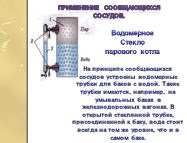 ПРИМЕНЕНИЕ СООБЩАЮЩИХСЯ
СОСУДОВ.
Пар
Вода
Водомерное
Стекло
парового котла
На принципе сообщающихся
сосудов устроены водомерные
трубки для баков с водой. Такие
трубки имеются, например, на
умывальных баках в
железнодорожных вагонах. В
открытой стеклянной трубке,
присоединенной к баку, вода стоит
всегда на том же уровне, что и в
самом баке.